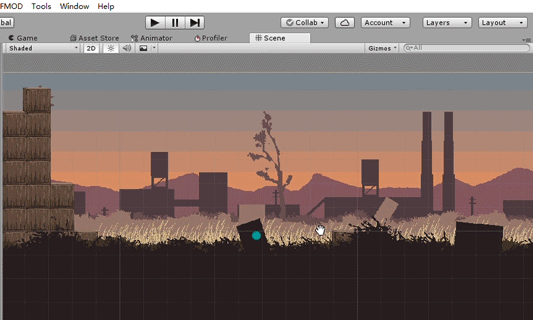 FMOD Tools Window Help
bal Collab Account Layers Layout
Game Asset Store Animator Profiler Scene
Shaded 2D Gizmos All